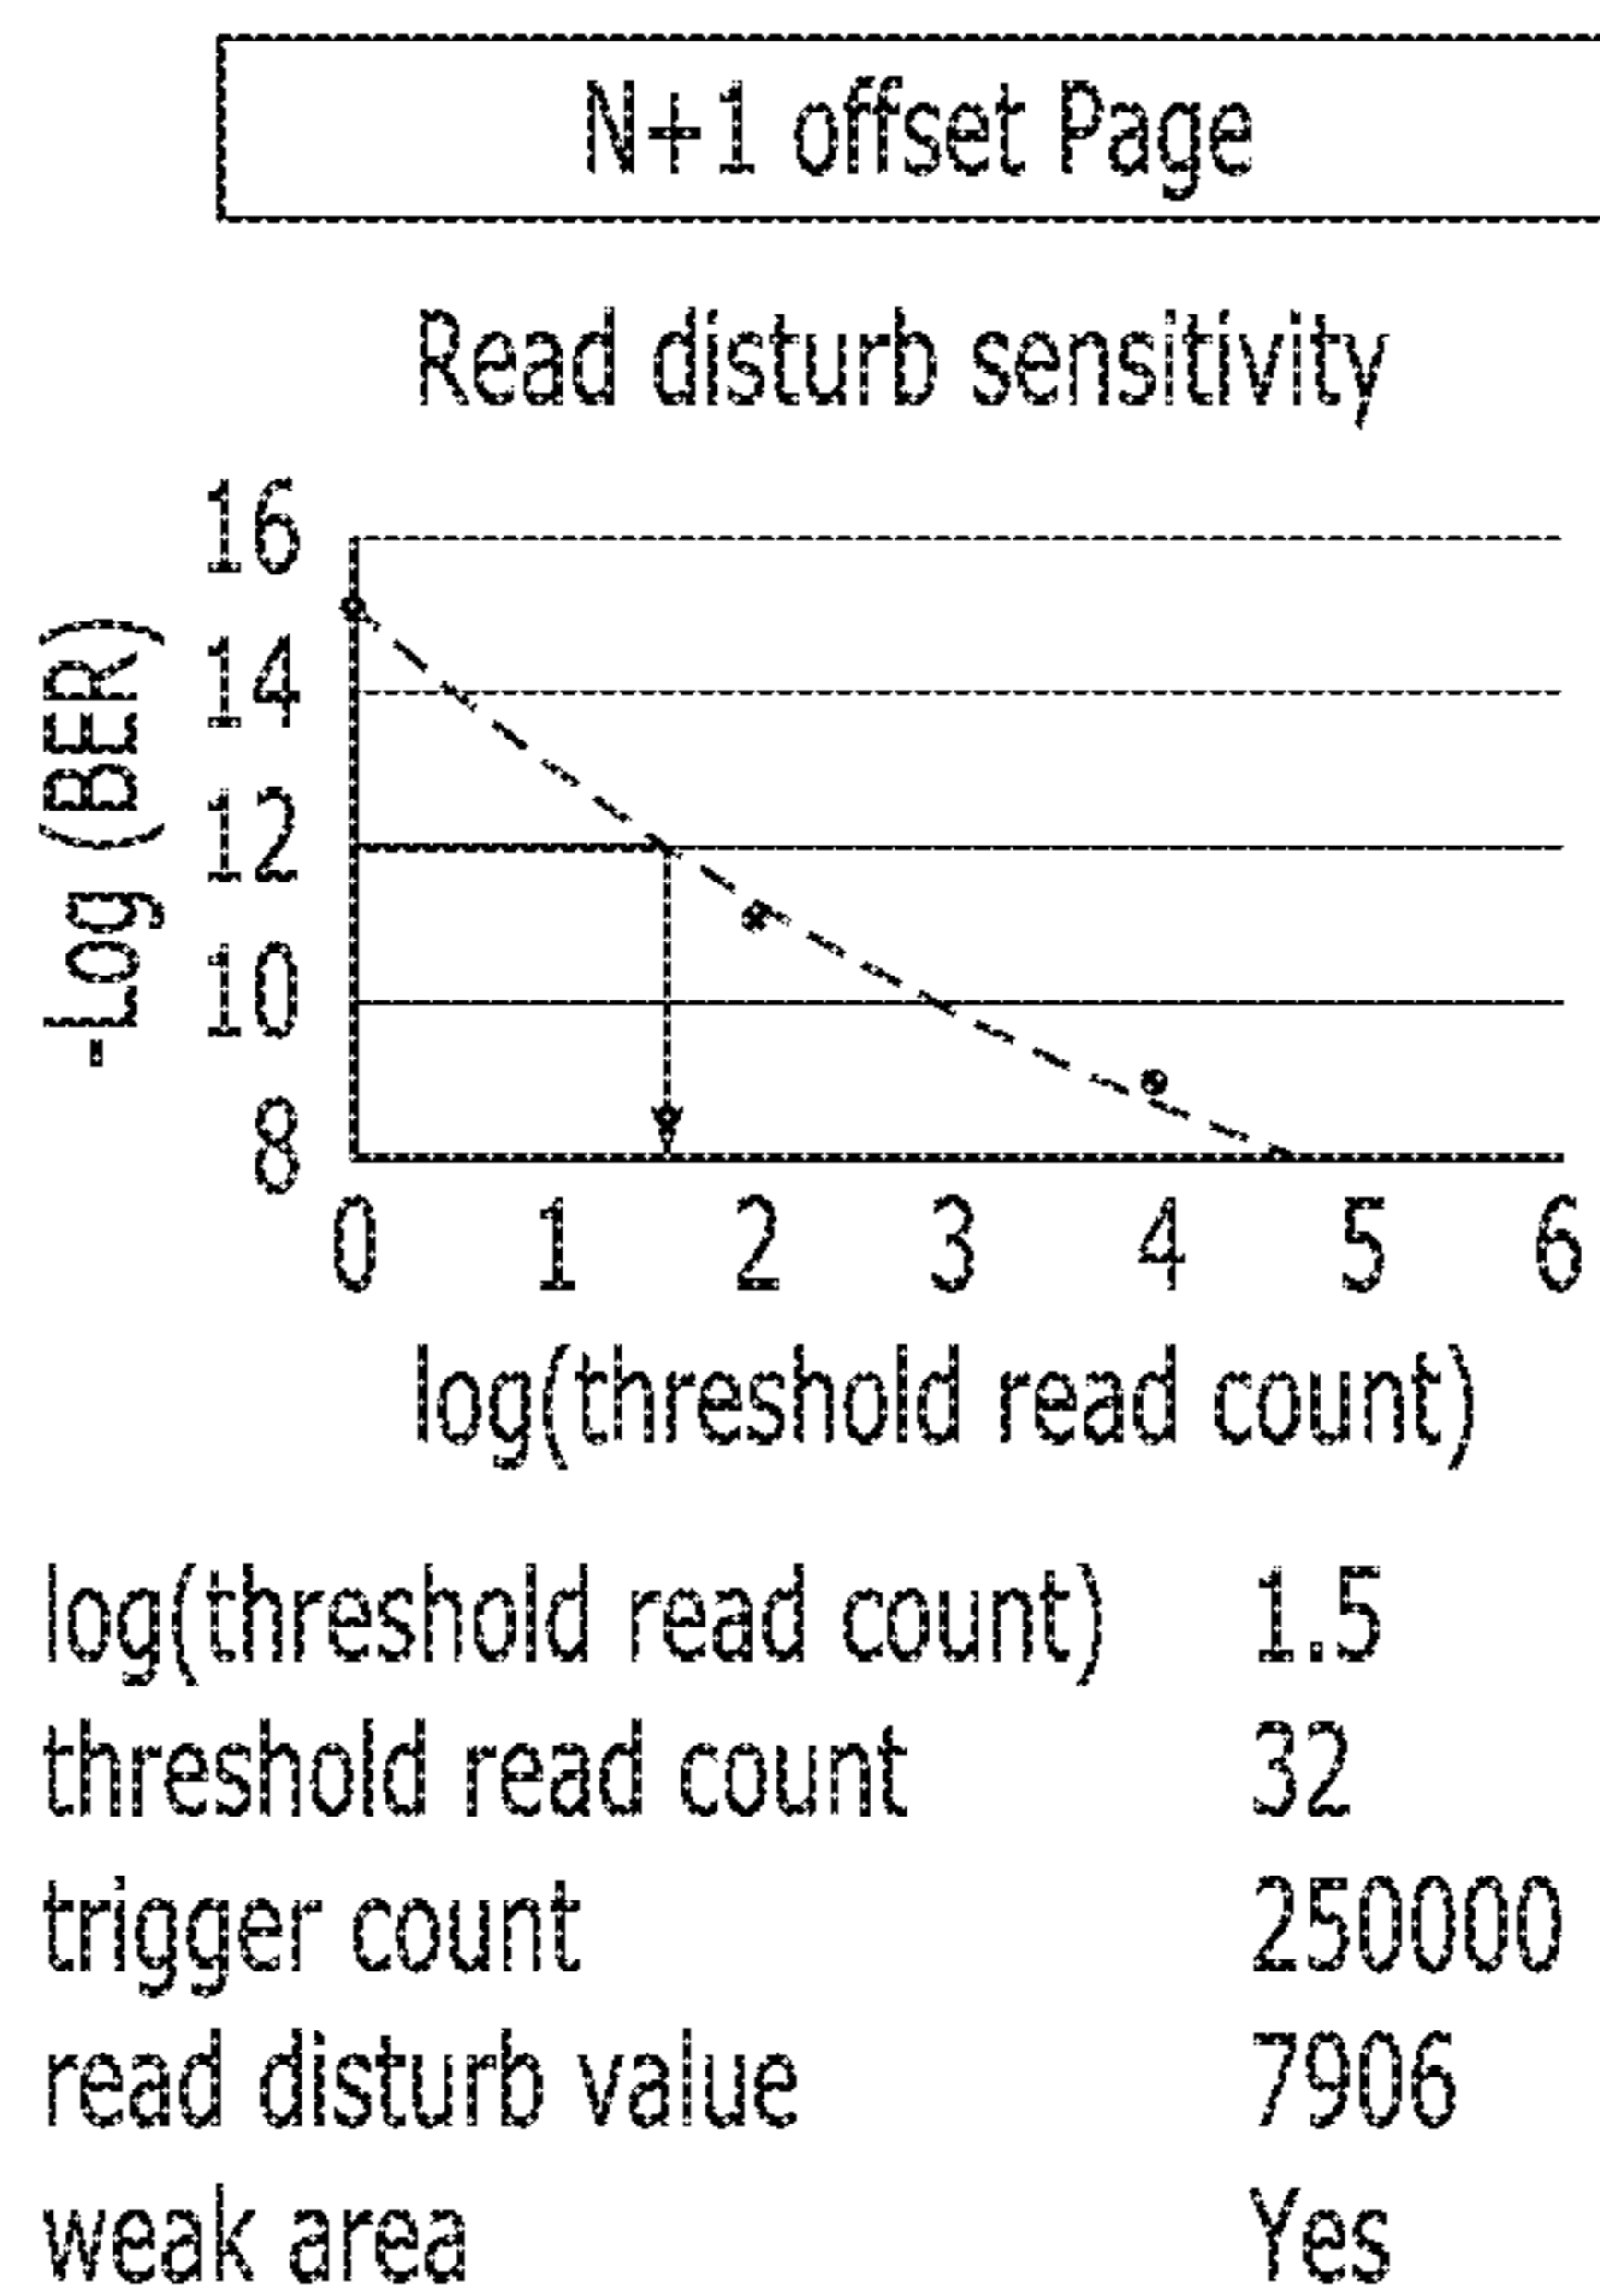 N+1 offset Page
Read disturb sensitivity
16
14
12
10
8
-Log (BER)
0 1 2 3 4 5 6
log(threshold read count)
log(threshold read count) 1.5
threshold read count 32
trigger count 250000
read disturb value 7906
weak area Yes